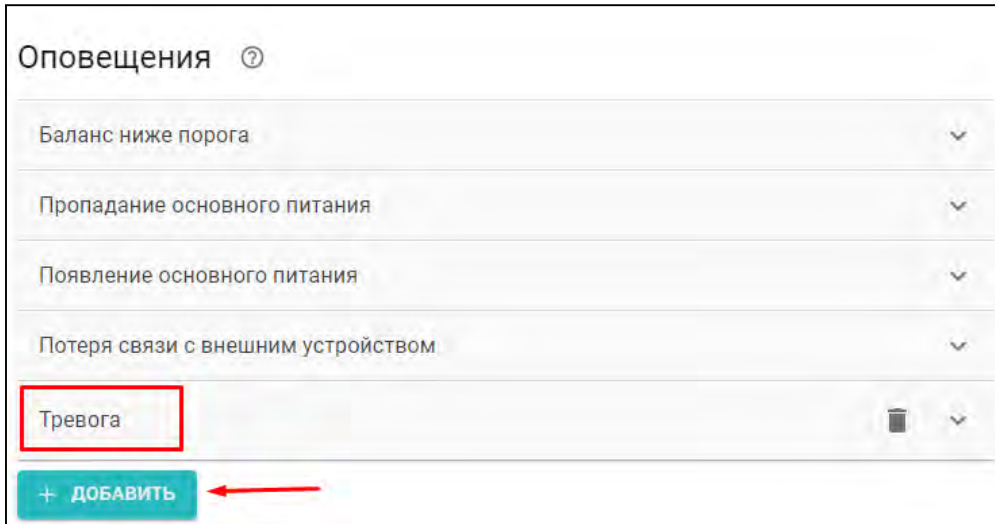 Оповещения ?
Баланс ниже порога
Пропадание основного питания
Появление основного питания
Потеря связи с внешним устройством
Тревога
+ ДОБАВИТЬ